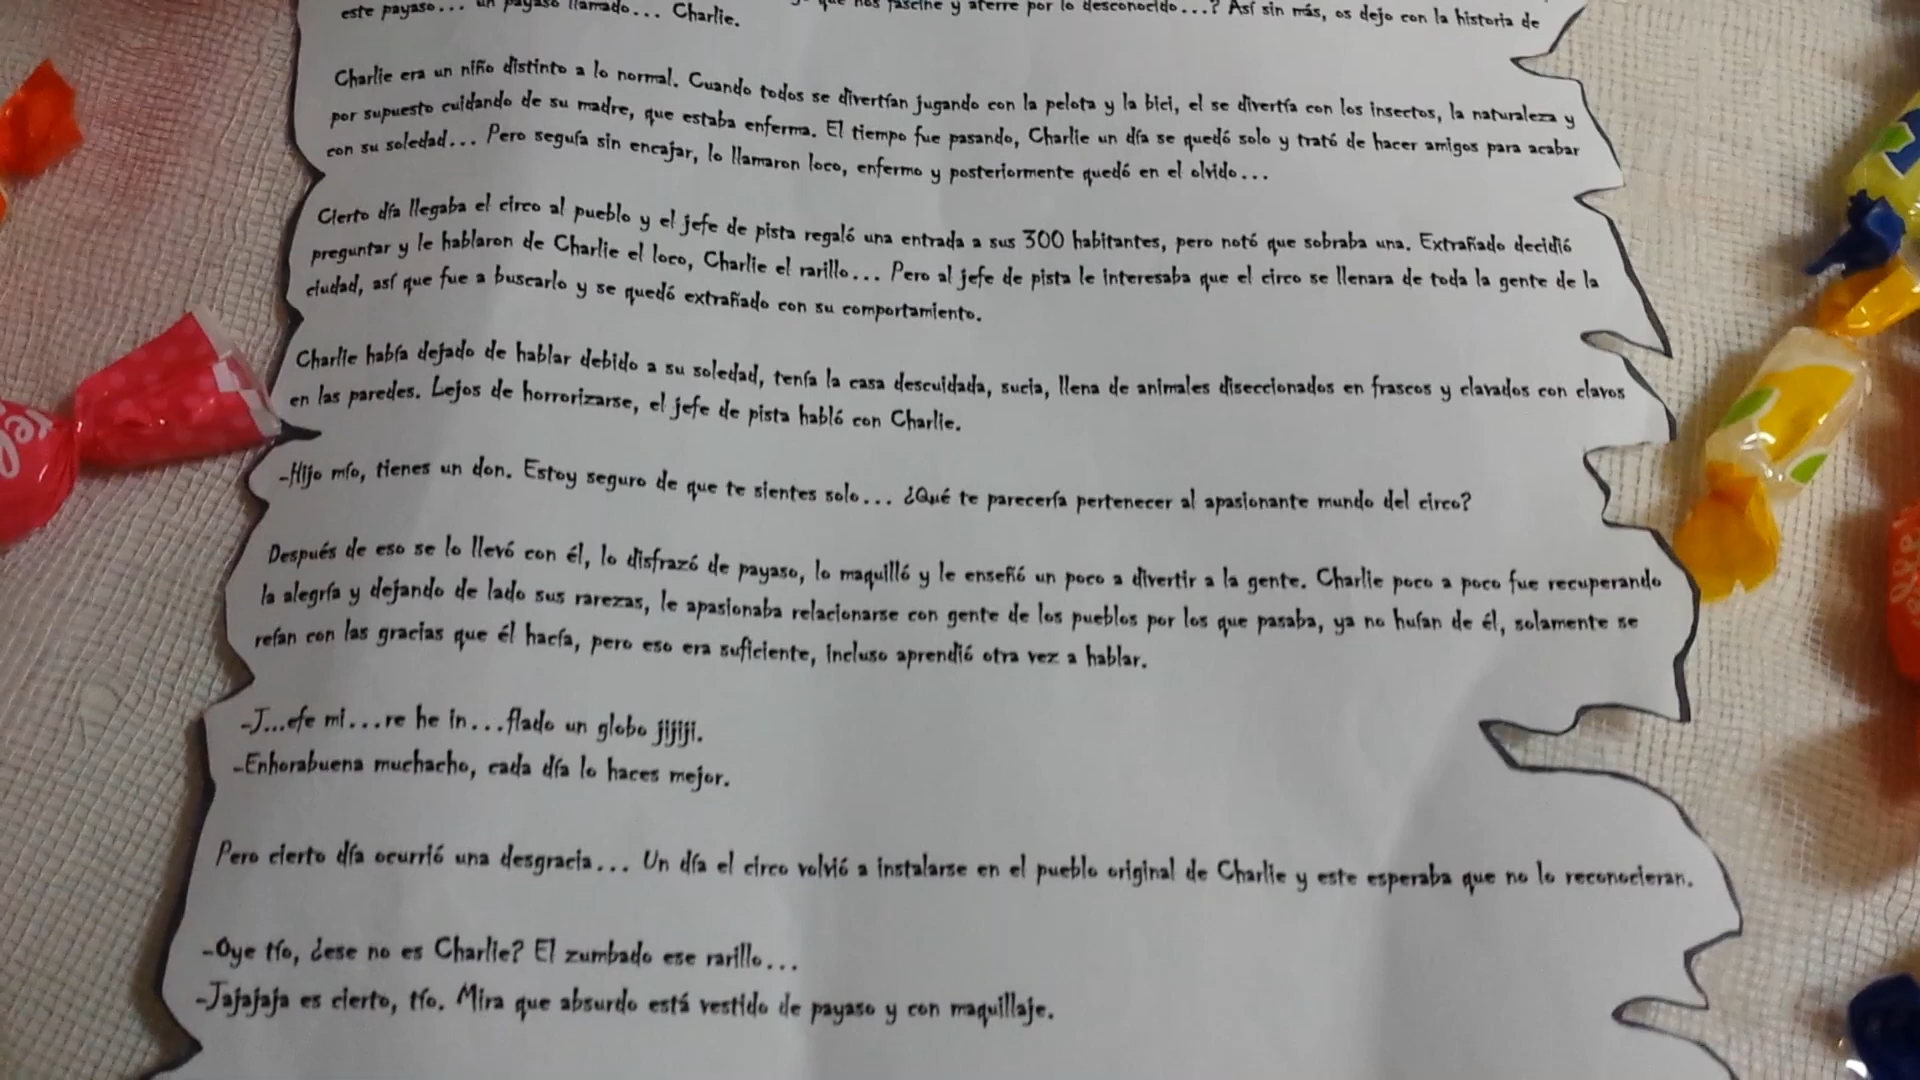 que nos fascine y aterre por lo desconocido...? Así sin más, os dejo con la historia de
este payaso... un payaso llamado... Charlie.
Charlie era un niño distinto a lo normal. Cuando todos se divertían jugando con la pelota y la bici, el se divertía con los insectos, la naturaleza y
por supuesto cuidando de su madre, que estaba enferma. El tiempo fue pasando, Charlie un día se quedó solo y trató de hacer amigos para acabar
con su soledad... Pero seguía sin encajar, lo llamaron loco, enfermo y posteriormente quedó en el olvido...
Cierto día llegaba el circo al pueblo y el jefe de pista regaló una entrada a sus 300 habitantes, pero notó que sobraba una. Extrañado decidió
preguntar y le hablaron de Charlie el loco, Charlie el rarillo... Pero al jefe de pista le interesaba que el circo se llenara de toda la gente de la
ciudad, así que fue a buscarlo y se quedó extrañado con su comportamiento.
Charlie había dejado de hablar debido a su soledad, tenía la casa descuidada, sucia, llena de animales diseccionados en frascos y clavados con clavos
en las paredes. Lejos de horrorizarse, el jefe de pista habló con Charlie.
-Hijo mío, tienes un don. Estoy seguro de que te sientes solo... ¿Qué te parecería pertenecer al apasionante mundo del circo?
Después de eso se lo llevó con él, lo disfrazó de payaso, lo maquilló y le enseñó un poco a divertir a la gente. Charlie poco a poco fue recuperando
la alegría y dejando de lado sus rarezas, le apasionaba relacionarse con gente de los pueblos por los que pasaba, ya no huían de él, solamente se
reían con las gracias que él hacía, pero eso era suficiente, incluso aprendió otra vez a hablar.
-J...efe mi...re he in...flado un globo jijiji.
-Enhorabuena muchacho, cada día lo haces mejor.
Pero cierto día ocurrió una desgracia... Un día el circo volvió a instalarse en el pueblo original de Charlie y este esperaba que no lo reconocieran.
-Oye tío, ¿ese no es Charlie? El zumbado ese rarillo...
-Jajajaja es cierto, tío. Mira que absurdo está vestido de payaso y con maquillaje.